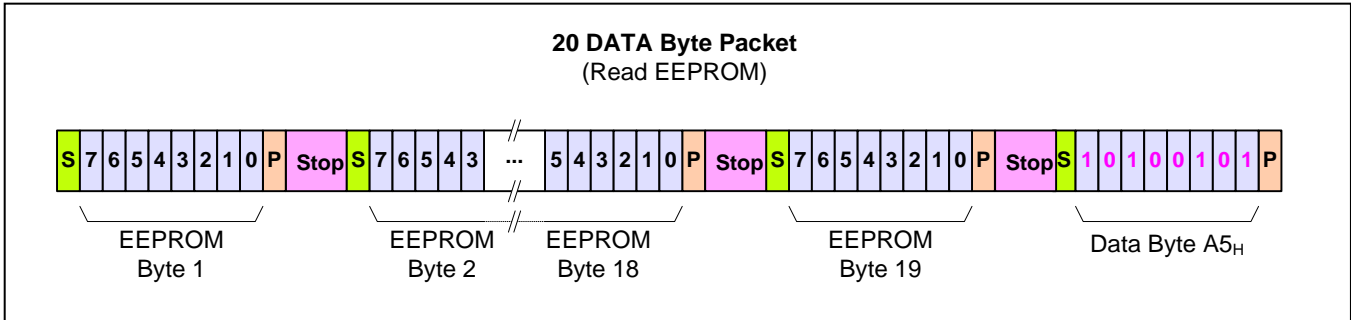 20 DATA Byte Packet
(Read EEPROM)
S 7 6 5 4 3 2 1 0 P Stop S 7 6 5 4 3 ... 5 4 3 2 1 0 P Stop S 7 6 5 4 3 2 1 0 P Stop S 1 0 1 0 0 1 0 1 P
EEPROM EEPROM EEPROM EEPROM Data Byte A5H
Byte 1 Byte 2 Byte 18 Byte 19